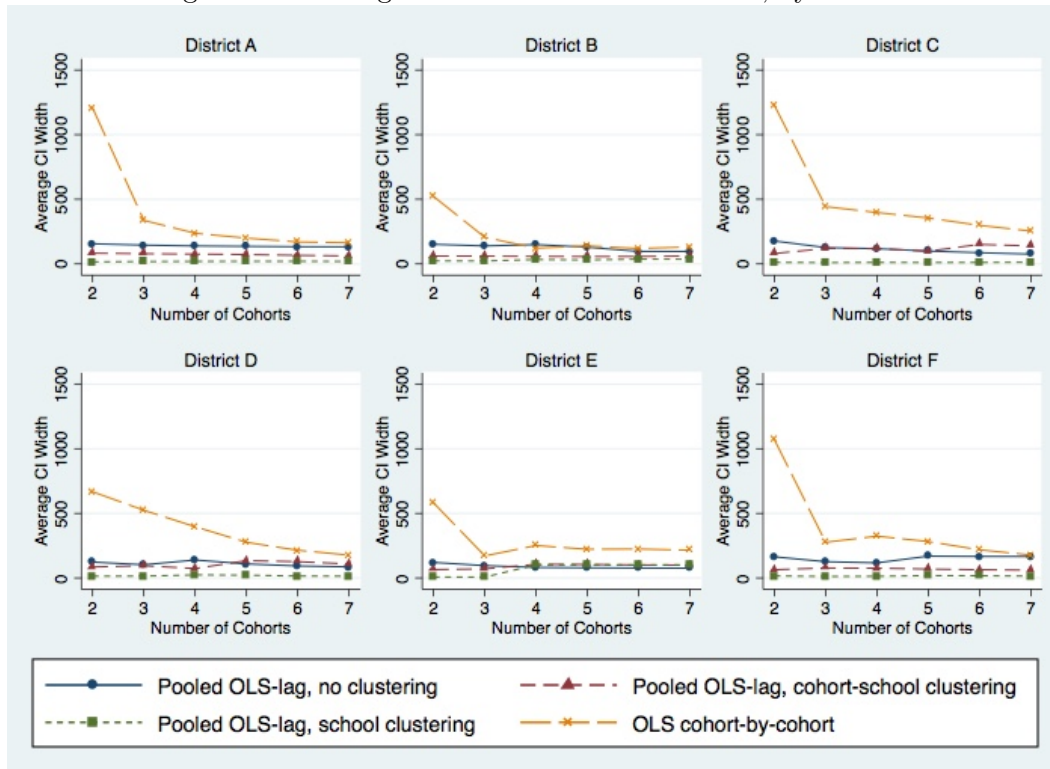 District A
1500
1000
500
0
Average CI Width
2 3 4 5 6 7
Number of Cohorts
District B
1500
1000
500
0
Average CI Width
2 3 4 5 6 7
Number of Cohorts
District C
1500
1000
500
0
Average CI Width
2 3 4 5 6 7
Number of Cohorts
District D
1500
1000
500
0
Average CI Width
2 3 4 5 6 7
Number of Cohorts
District E
1500
1000
500
0
Average CI Width
2 3 4 5 6 7
Number of Cohorts
District F
1500
1000
500
0
Average CI Width
2 3 4 5 6 7
Number of Cohorts
Pooled OLS-lag, no clustering
Pooled OLS-lag, cohort-school clustering
Pooled OLS-lag, school clustering
OLS cohort-by-cohort